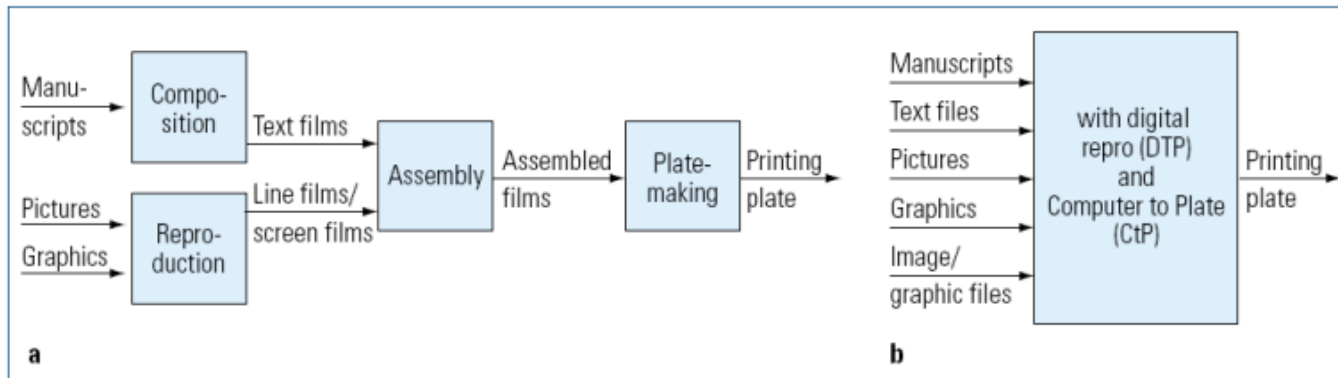 Manu-
scripts
Compo-
sition
Text films
Pictures
Graphics
Repro-
duction
Line films/
screen films
Assembly
Assembled
films
Plate-
making
Printing
plate
a
Manuscripts
Text files
Pictures
Graphics
Image/
graphic files
with digital
repro (DTP)
and
Computer to Plate
(CtP)
Printing
plate
b